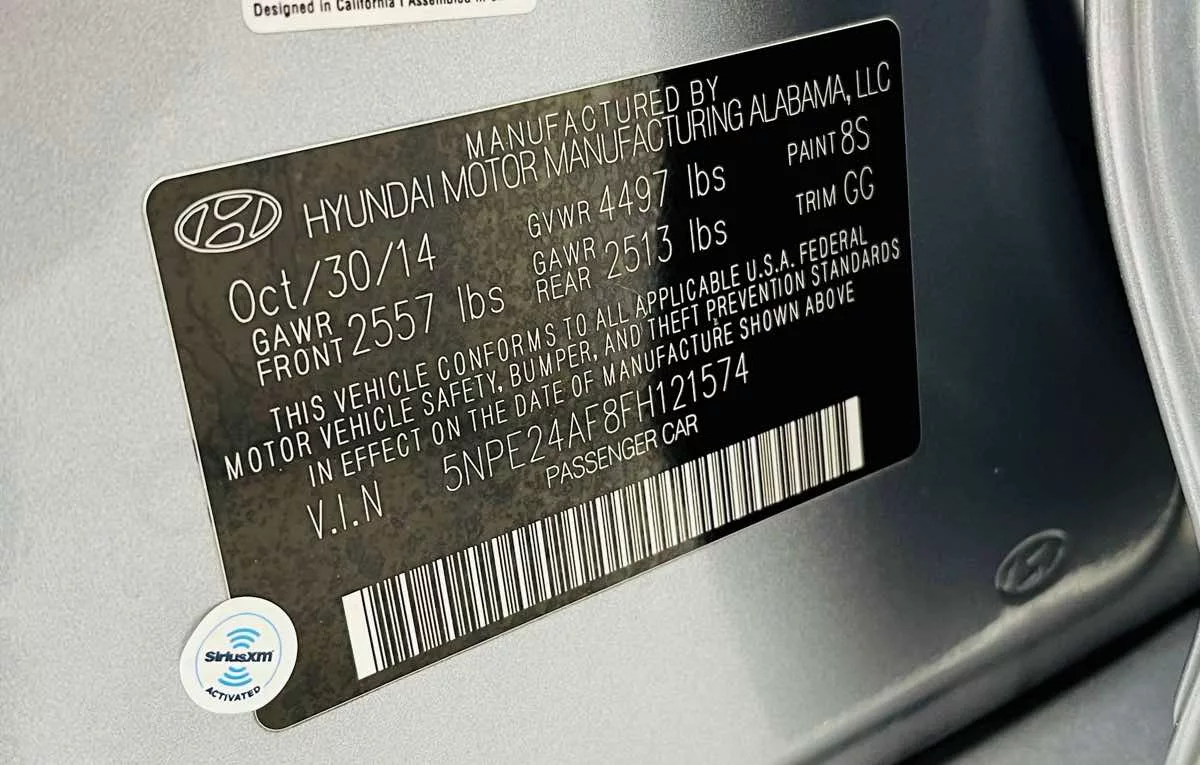 Designed in California | Assembled in
MANUFACTURED BY
HYUNDAI MOTOR MANUFACTURING ALABAMA, LLC
Oct/30/14 GVWR 4497 lbs PAINT 8S
GAWR FRONT 2557 lbs GAWR REAR 2513 lbs TRIM GG
THIS VEHICLE CONFORMS TO ALL APPLICABLE U.S.A. FEDERAL
MOTOR VEHICLE SAFETY, BUMPER, AND THEFT PREVENTION STANDARDS
IN EFFECT ON THE DATE OF MANUFACTURE SHOWN ABOVE
V.I.N 5NPE24AF8FH121574
PASSENGER CAR
SiriusXM
ACTIVATED